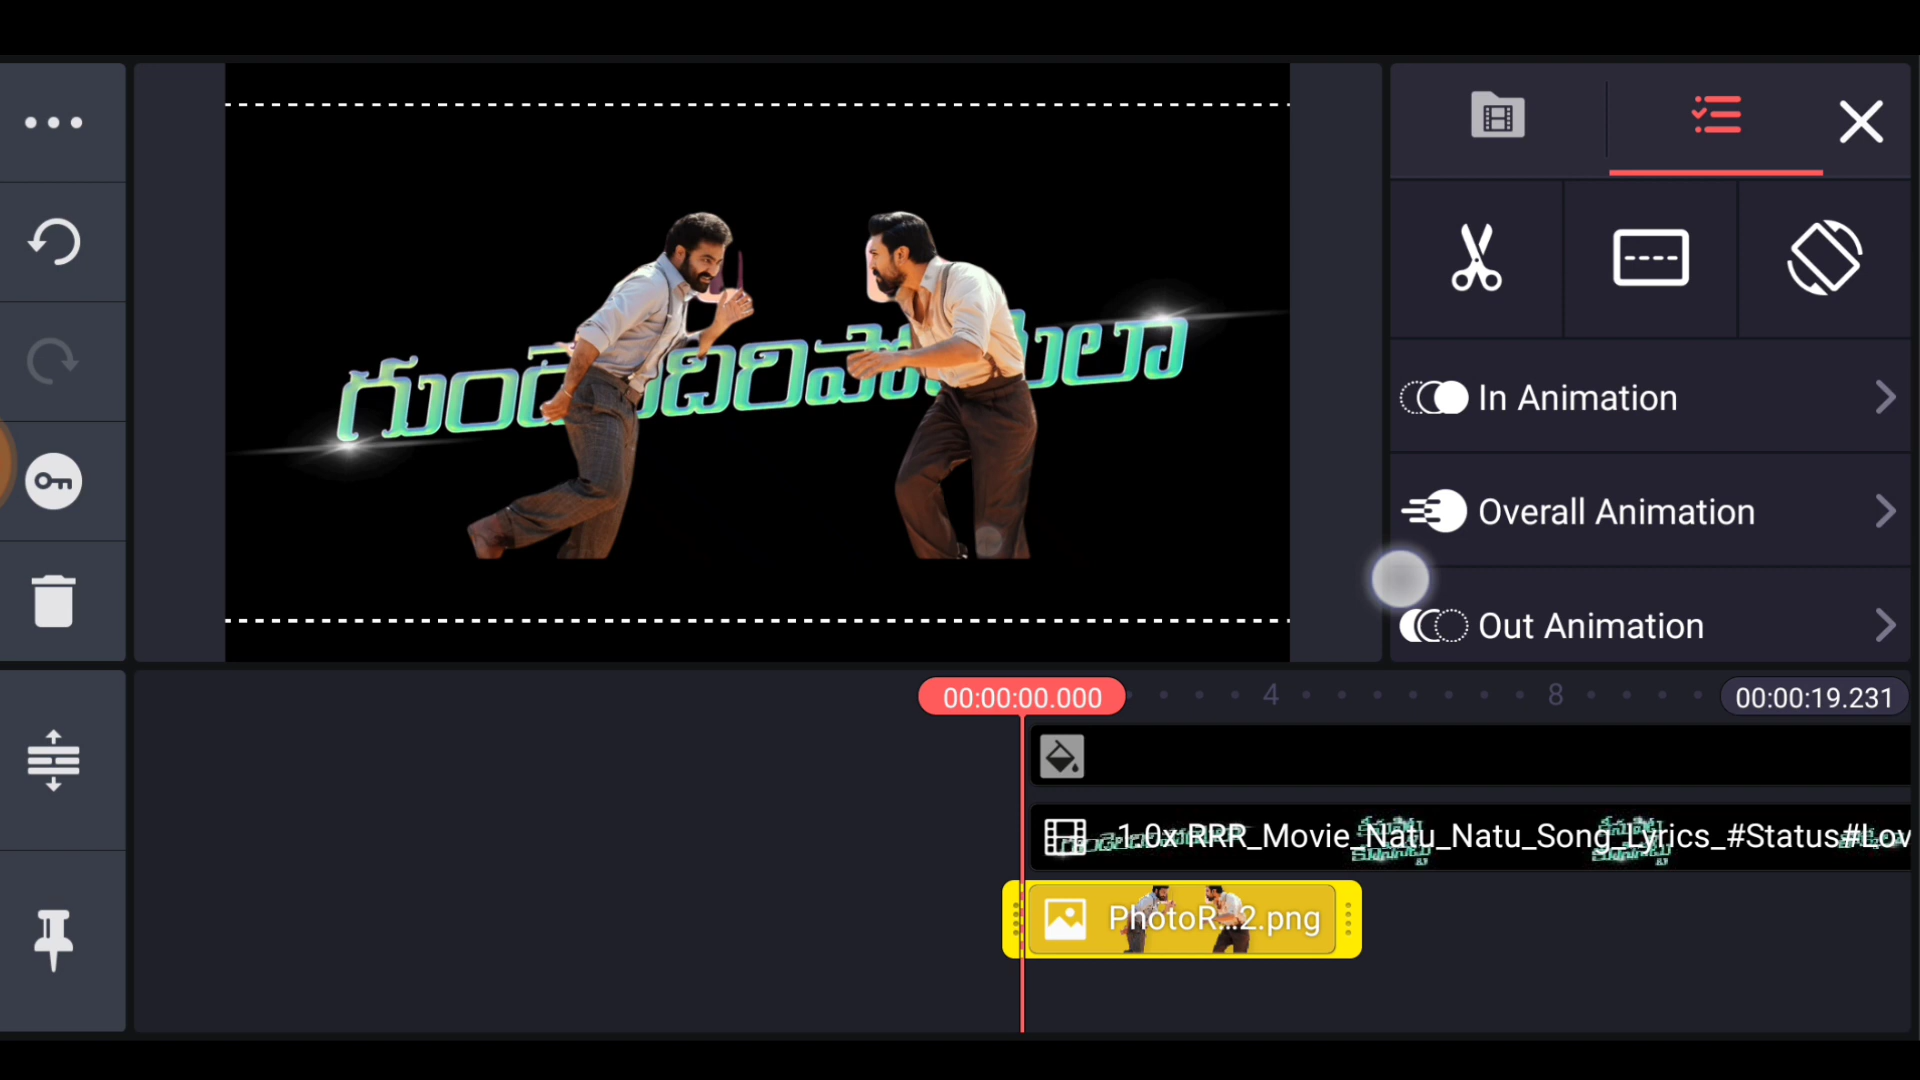 గుండె
దిరిపో
లా
In Animation
Overall Animation
Out Animation
00:00:00.000
4
8
00:00:19.231
1.0x RRR_Movie_Natu_Natu_Song_Lyrics_#Status#Lov
PhotoR...2.png